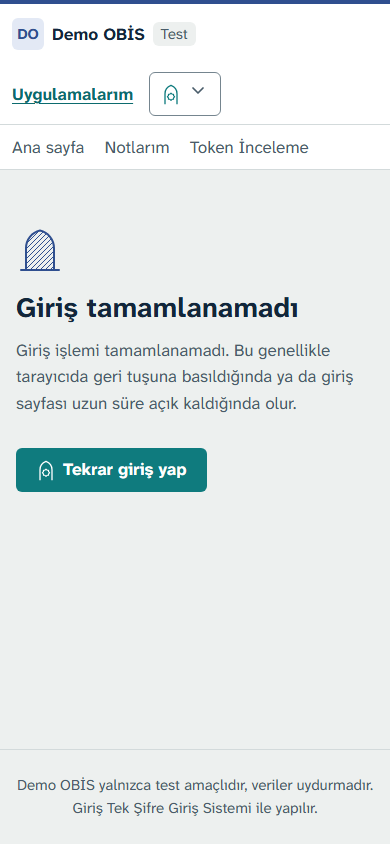 DO Demo OBİS Test
Uygulamalarım
Ana sayfa Notlarım Token İnceleme
Giriş tamamlanamadı
Giriş işlemi tamamlanamadı. Bu genellikle
tarayıcıda geri tuşuna basıldığında ya da giriş
sayfası uzun süre açık kaldığında olur.
Tekrar giriş yap
Demo OBİS yalnızca test amaçlıdır, veriler uydurmadır.
Giriş Tek Şifre Giriş Sistemi ile yapılır.